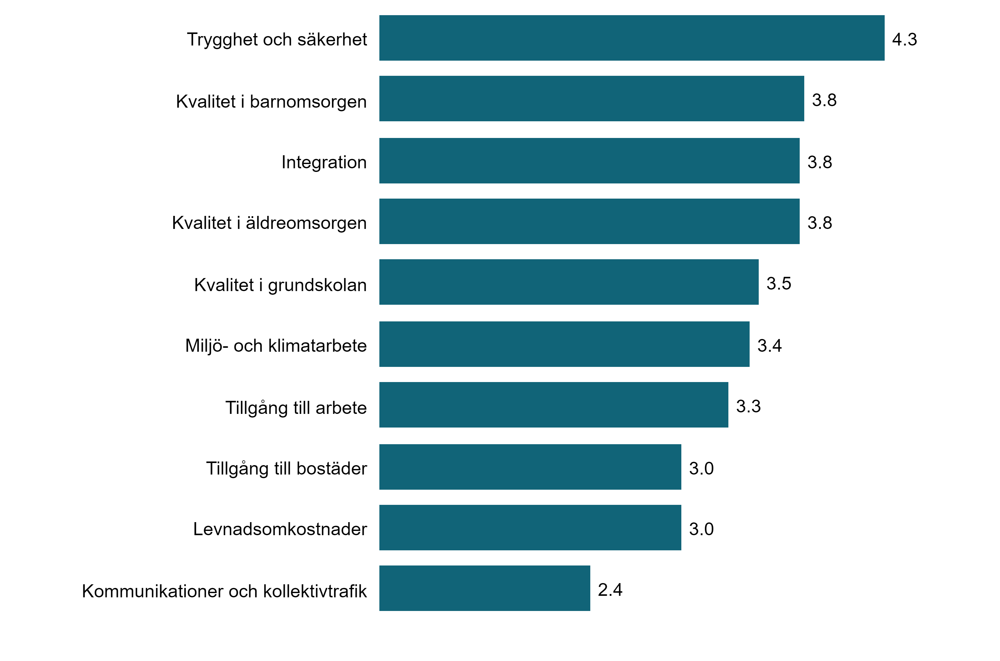 Trygghet och säkerhet 4.3
Kvalitet i barnomsorgen 3.8
Integration 3.8
Kvalitet i äldreomsorgen 3.8
Kvalitet i grundskolan 3.5
Miljö- och klimatarbete 3.4
Tillgång till arbete 3.3
Tillgång till bostäder 3.0
Levnadsomkostnader 3.0
Kommunikationer och kollektivtrafik 2.4